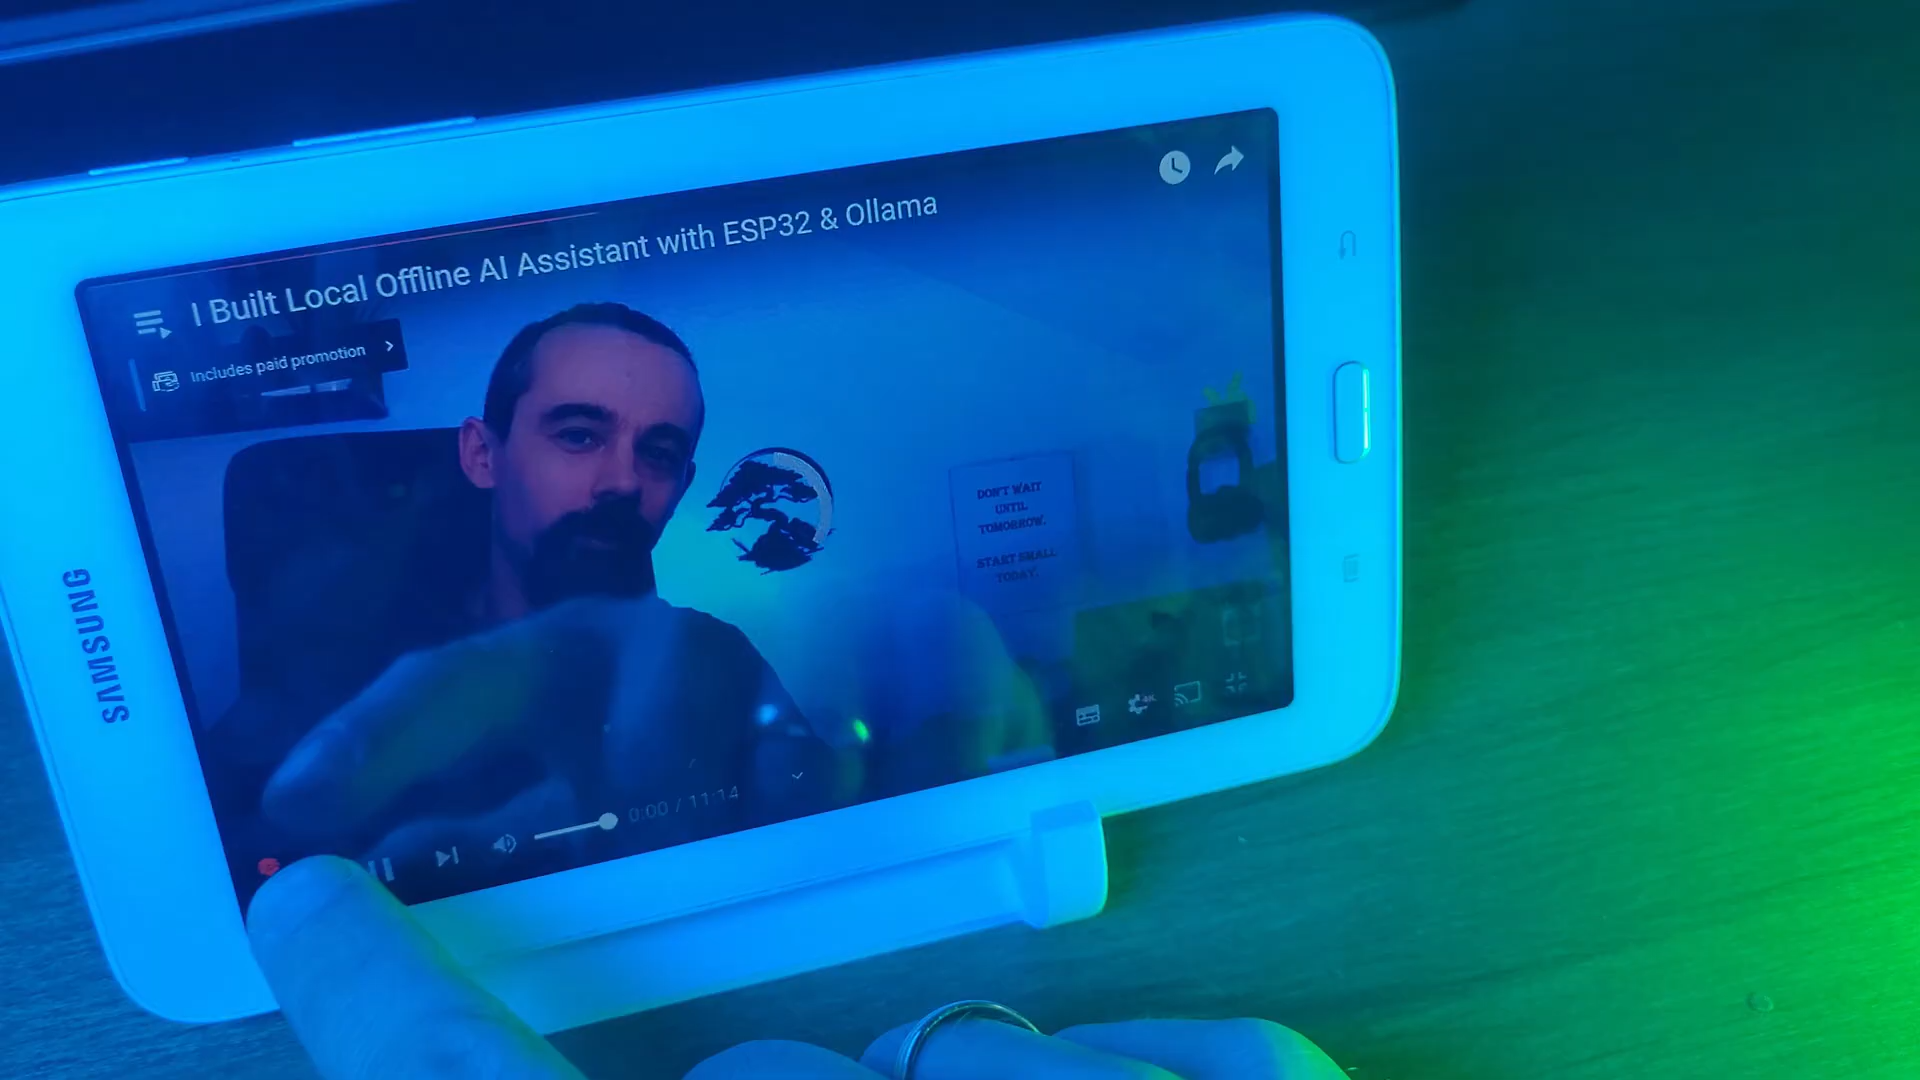 I Built Local Offline AI Assistant with ESP32 & Ollama
Includes paid promotion
DON'T WAIT
UNTIL
TOMORROW.
START SMALL
TODAY.
SAMSUNG
0:00 / 11:14